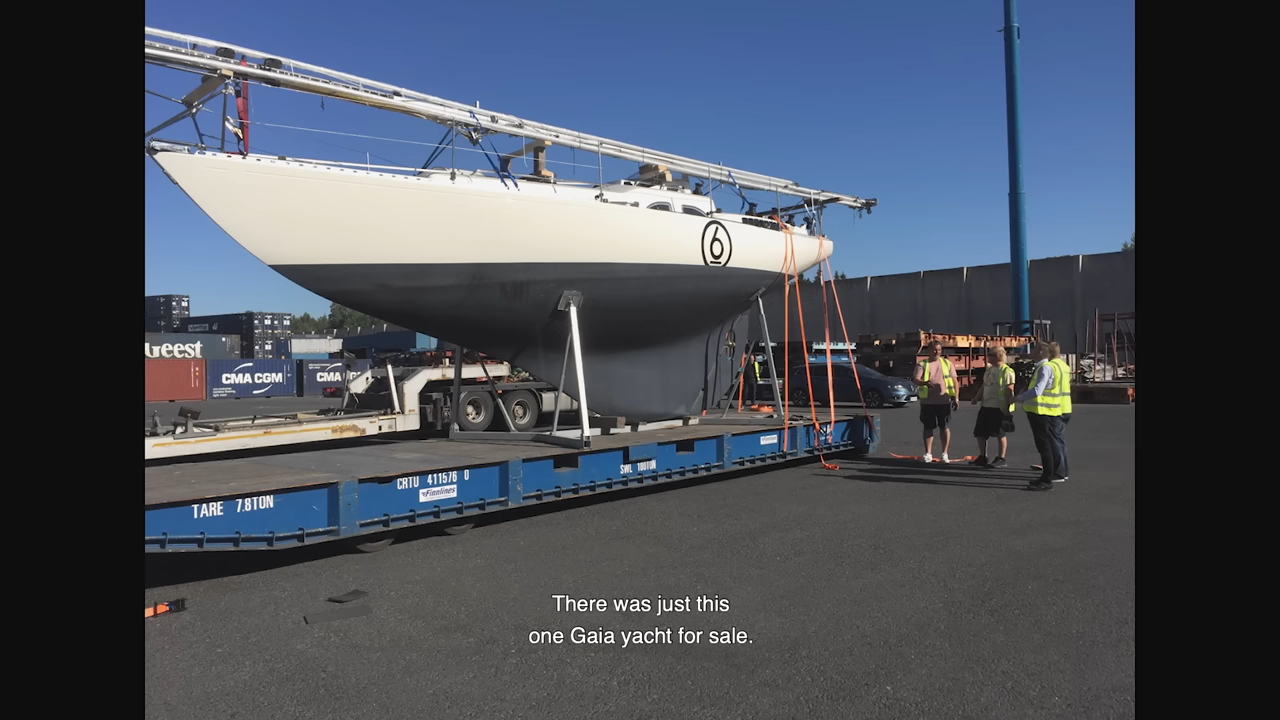 6
Geest
CMA CGM
CMA CG
TARE 7.8TON
CRTU 411576 0
Finnlines
SWL 100TON
There was just this
one Gaia yacht for sale.